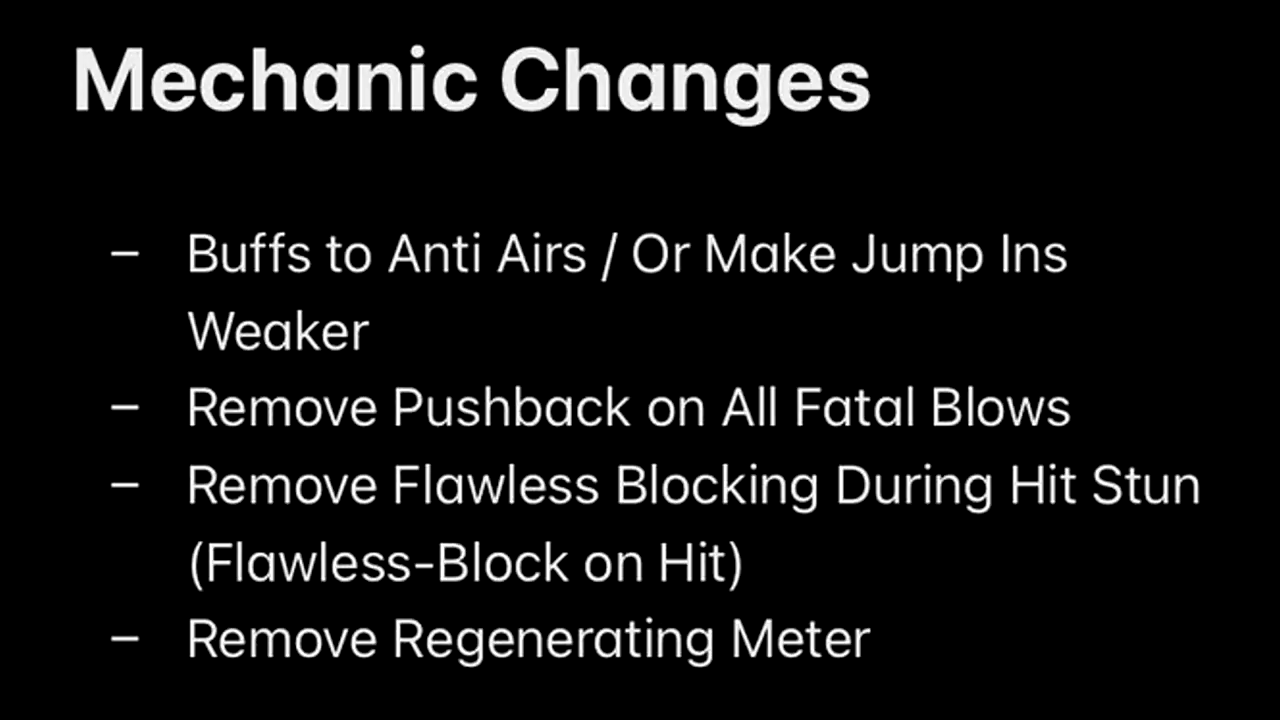 Mechanic Changes
– Buffs to Anti Airs / Or Make Jump Ins
Weaker
– Remove Pushback on All Fatal Blows
– Remove Flawless Blocking During Hit Stun
(Flawless-Block on Hit)
– Remove Regenerating Meter